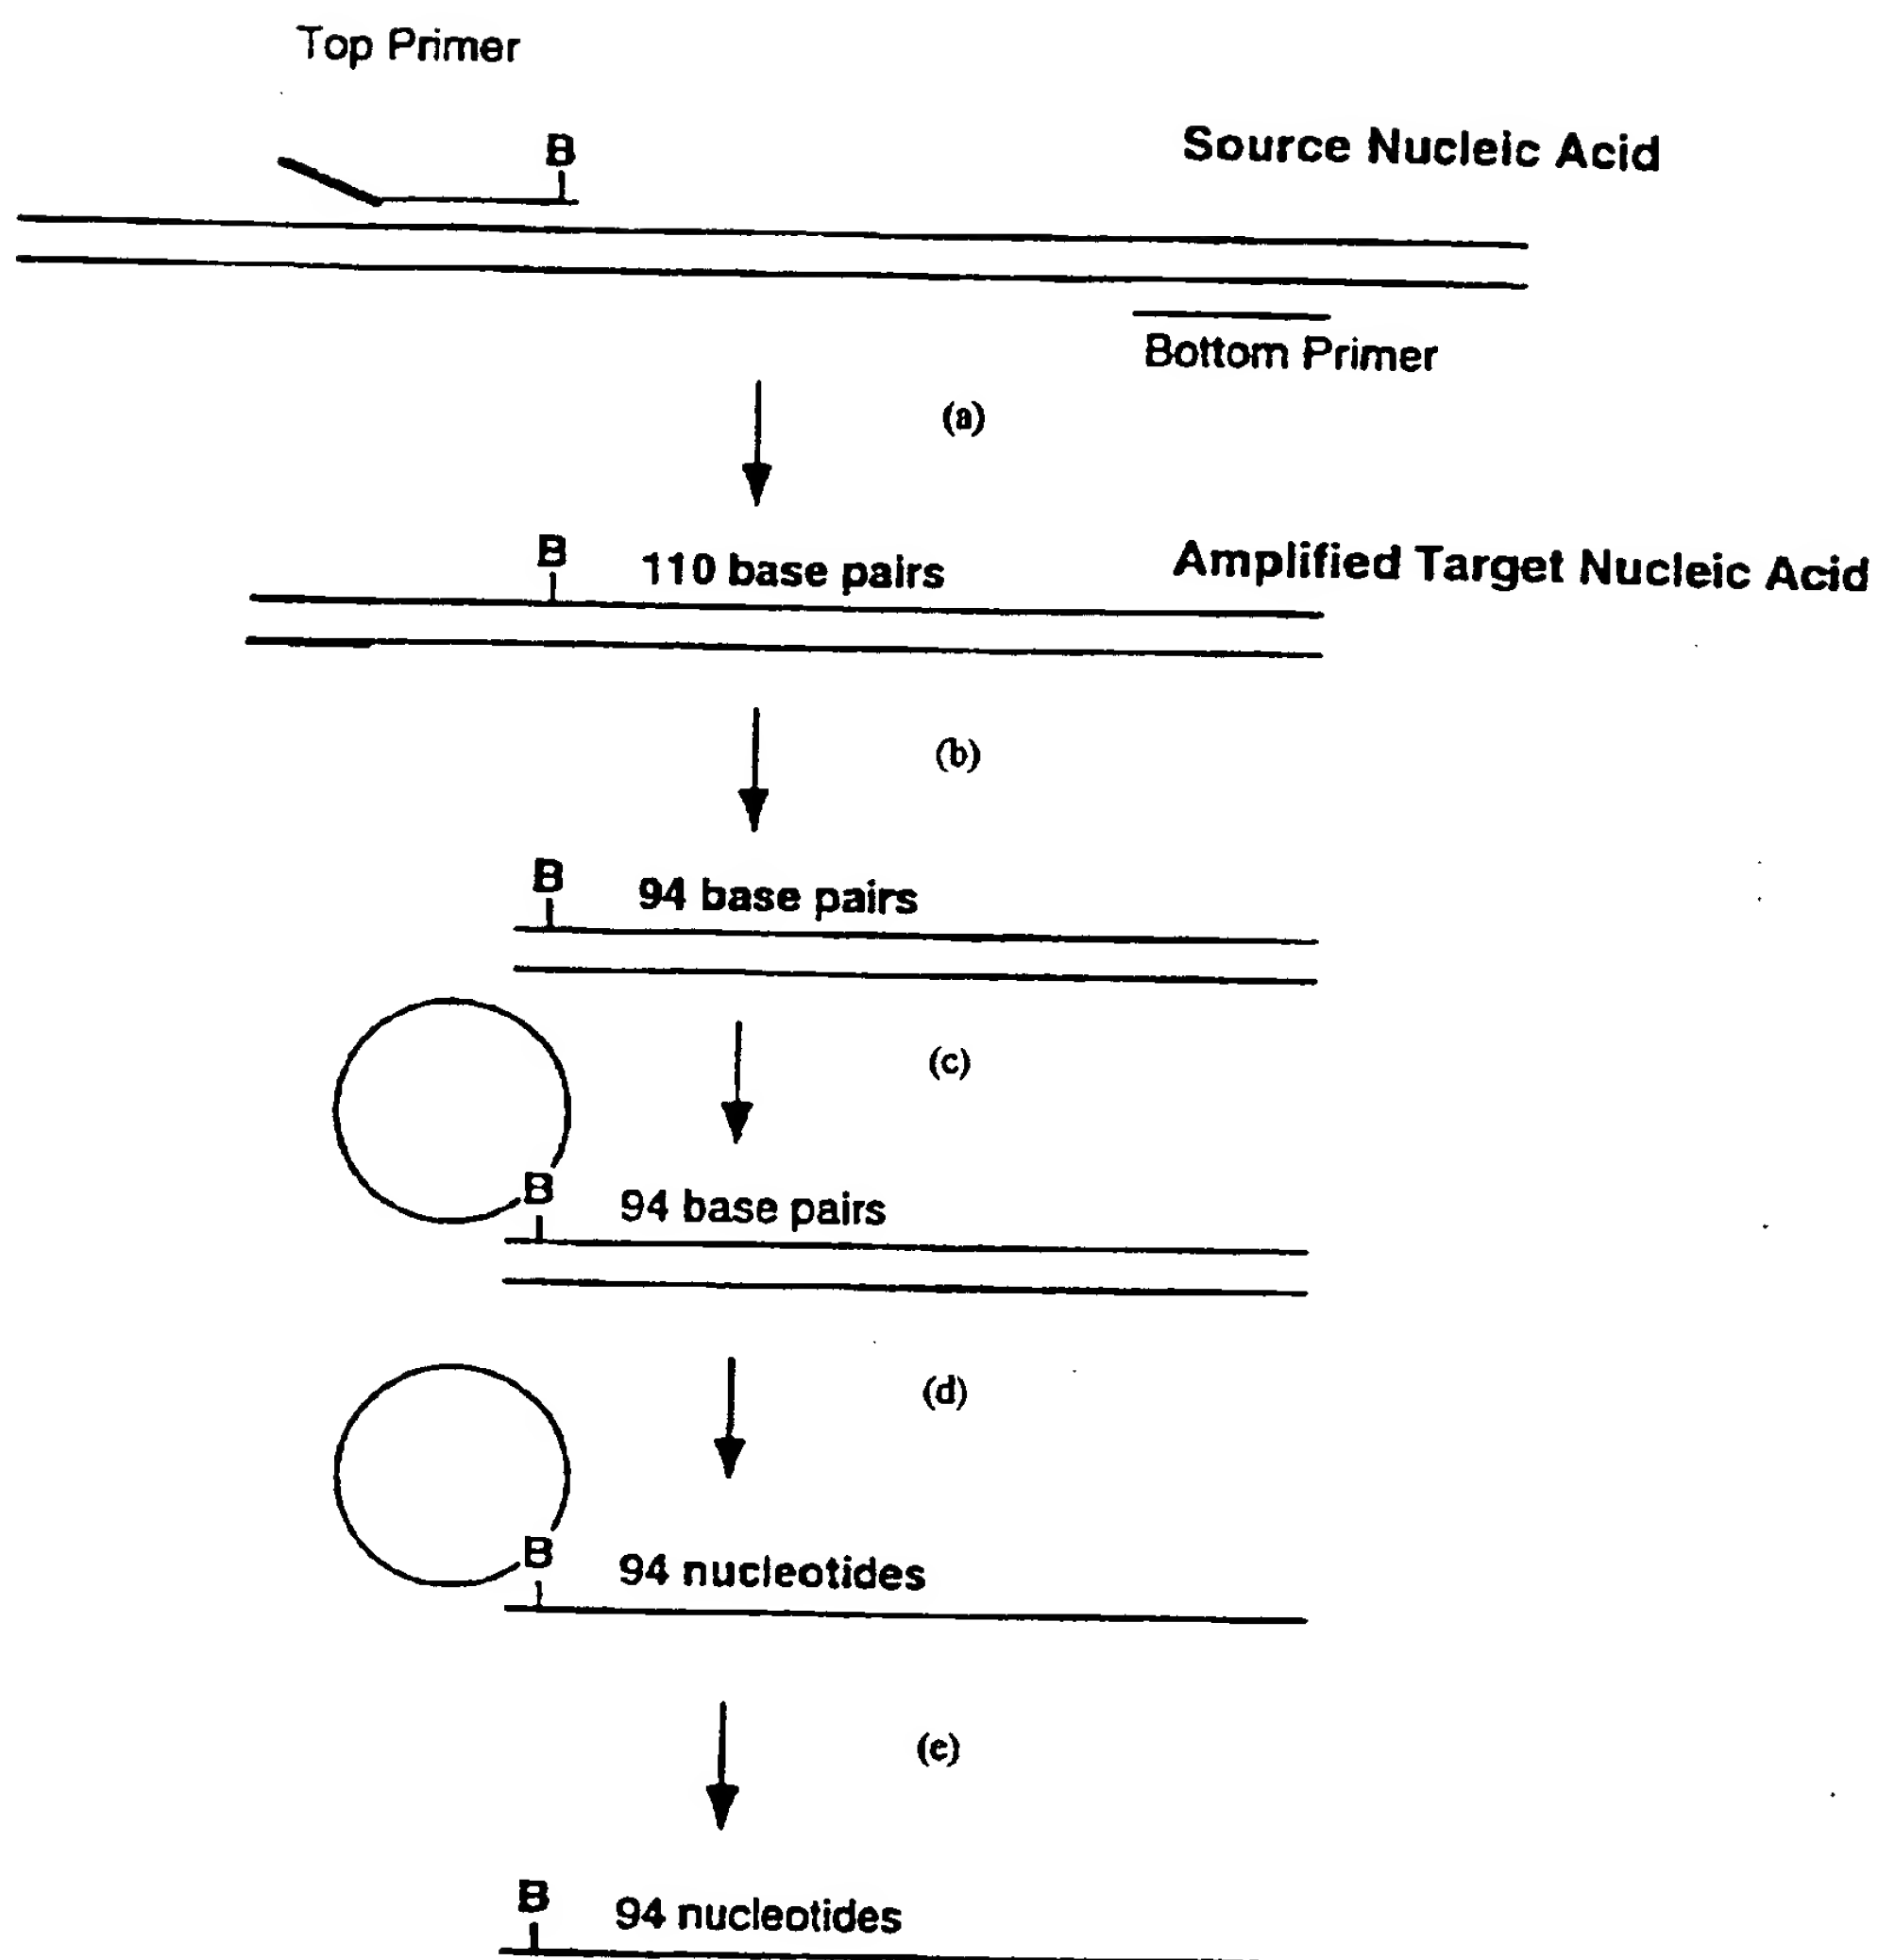 Top Primer
B
Source Nucleic Acid
Bottom Primer
(a)
B
110 base pairs
Amplified Target Nucleic Acid
(b)
B
94 base pairs
(c)
B
94 base pairs
(d)
B
94 nucleotides
(e)
B
94 nucleotides